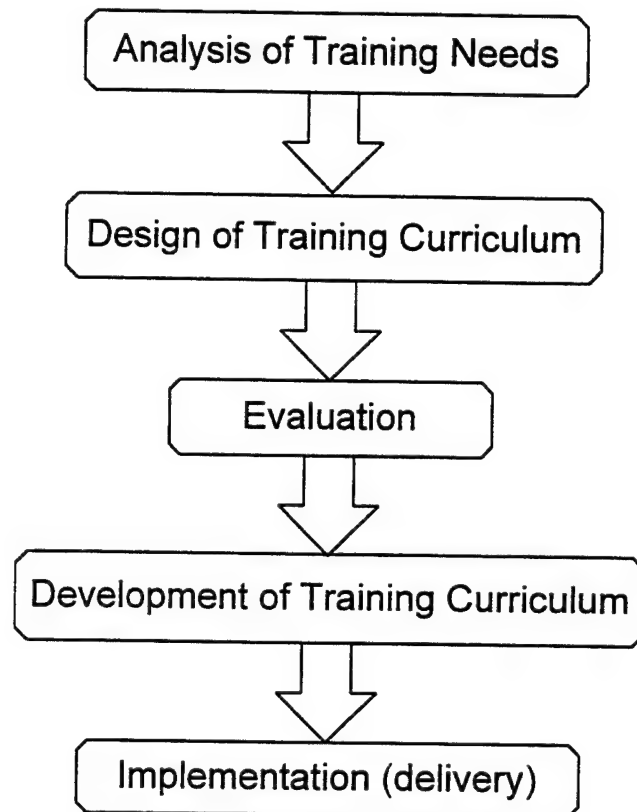 Analysis of Training Needs
Design of Training Curriculum
Evaluation
Development of Training Curriculum
Implementation (delivery)